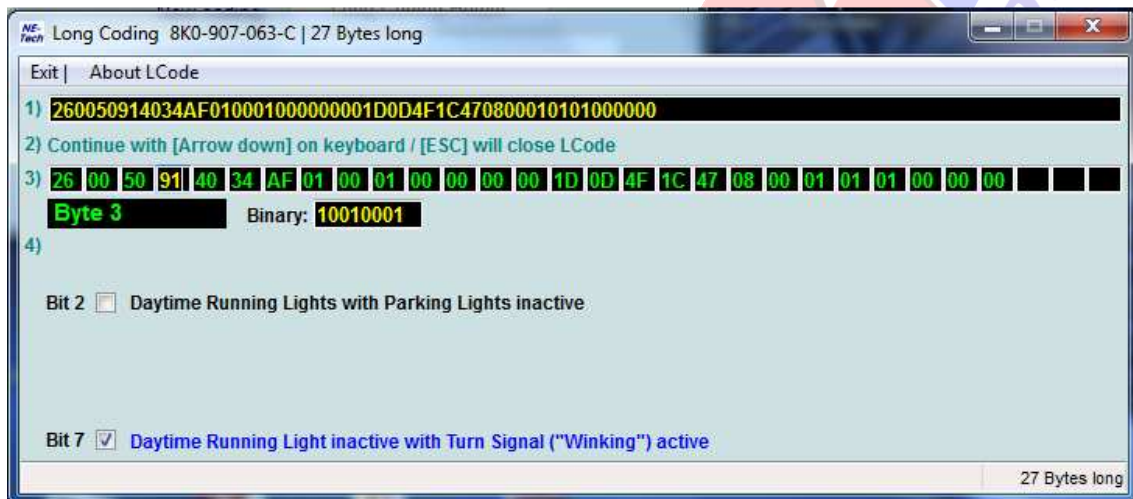 NE-Tech Long Coding 8K0-907-063-C | 27 Bytes long
Exit | About LCode
1) 260050914034AF010001000000001D0D4F1C470800010101000000
2) Continue with [Arrow down] on keyboard / [ESC] will close LCode
3) 26 00 50 91 40 34 AF 01 00 01 00 00 00 00 1D 0D 4F 1C 47 08 00 01 01 01 00 00 00
Byte 3 Binary: 10010001
4)
Bit 2 Daytime Running Lights with Parking Lights inactive
Bit 7 Daytime Running Light inactive with Turn Signal ("Winking") active
27 Bytes long